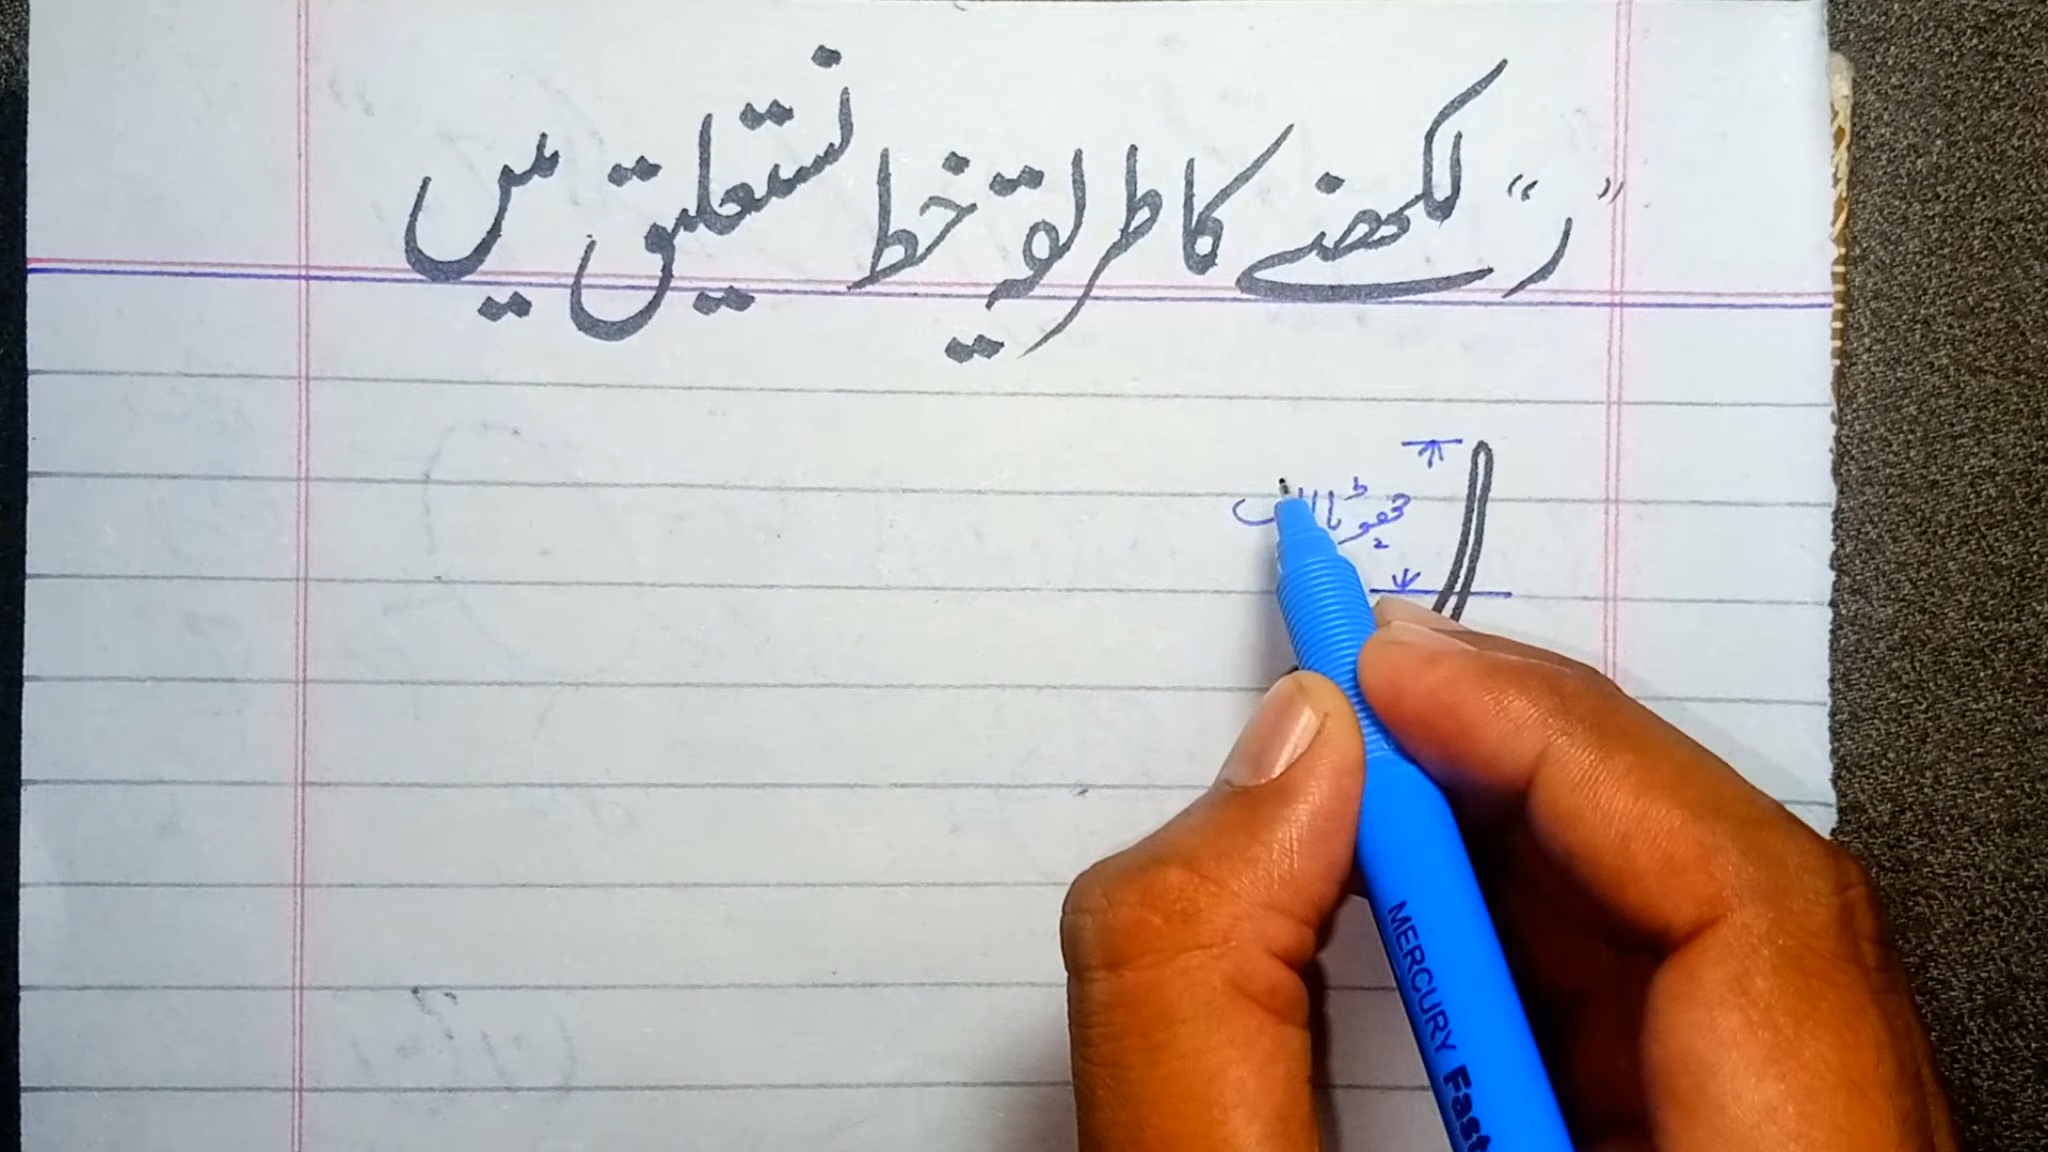 ”ر“ لکھنے کا طریقہ خط نستعلیق میں
چھوٹا الف
MERCURY Fast